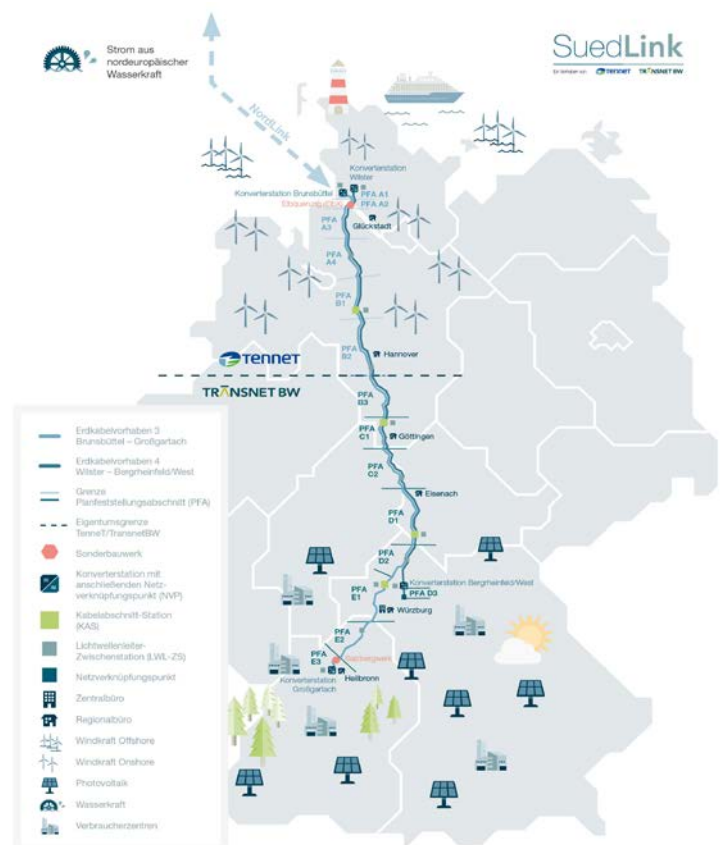 Strom aus
nordeuropäischer
Wasserkraft
SuedLink
TENNET TRANSNET BW
NordLink
Konverterstation
Wilster
Konverterstation Brunsbüttel
PFA A1
PFA A2
PFA
A3
Glückstadt
PFA
A4
PFA
B1
PFA
B2
Hannover
TENNET
TRANSNET BW
PFA
B3
PFA
C1
Göttingen
PFA
C2
Eisenach
PFA
D1
PFA
D2
Konverterstation Bergrheinfeld/West
PFA D3
PFA
E1
Würzburg
PFA
E2
Salzbergwerk
PFA
E3
Heilbronn
Konverterstation
Großgartach
Erdkabelvorhaben 3
Brunsbüttel – Großgartach
Erdkabelvorhaben 4
Wilster – Bergrheinfeld/West
Grenze
Planfeststellungsabschnitt (PFA)
Eigentumsgrenze
TenneT/TransnetBW
Sonderbauwerk
Konverterstation mit
anschließenden Netz-
verknüpfungspunkt (NVP)
Kabelabschnitt-Station
(KAS)
Lichtwellenleiter-
Zwischenstation (LWL-ZS)
Netzverknüpfungspunkt
Zentralbüro
Regionalbüro
Windkraft Offshore
Windkraft Onshore
Photovoltaik
Wasserkraft
Verbraucherzentren